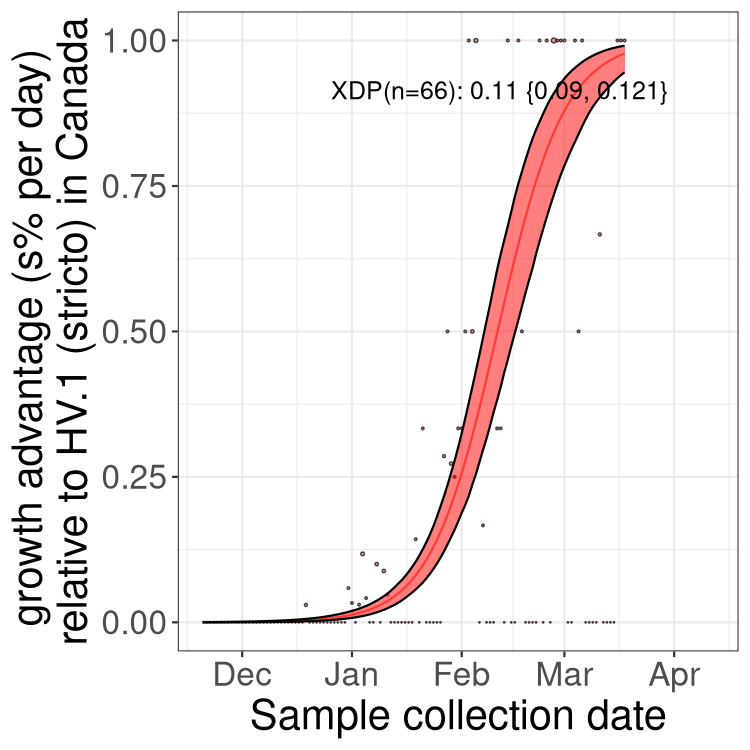 growth advantage (s% per day)
relative to HV.1 (stricto) in Canada
1.00
0.75
0.50
0.25
0.00
XDP(n=66): 0.11 {0.09, 0.121}
Dec Jan Feb Mar Apr
Sample collection date